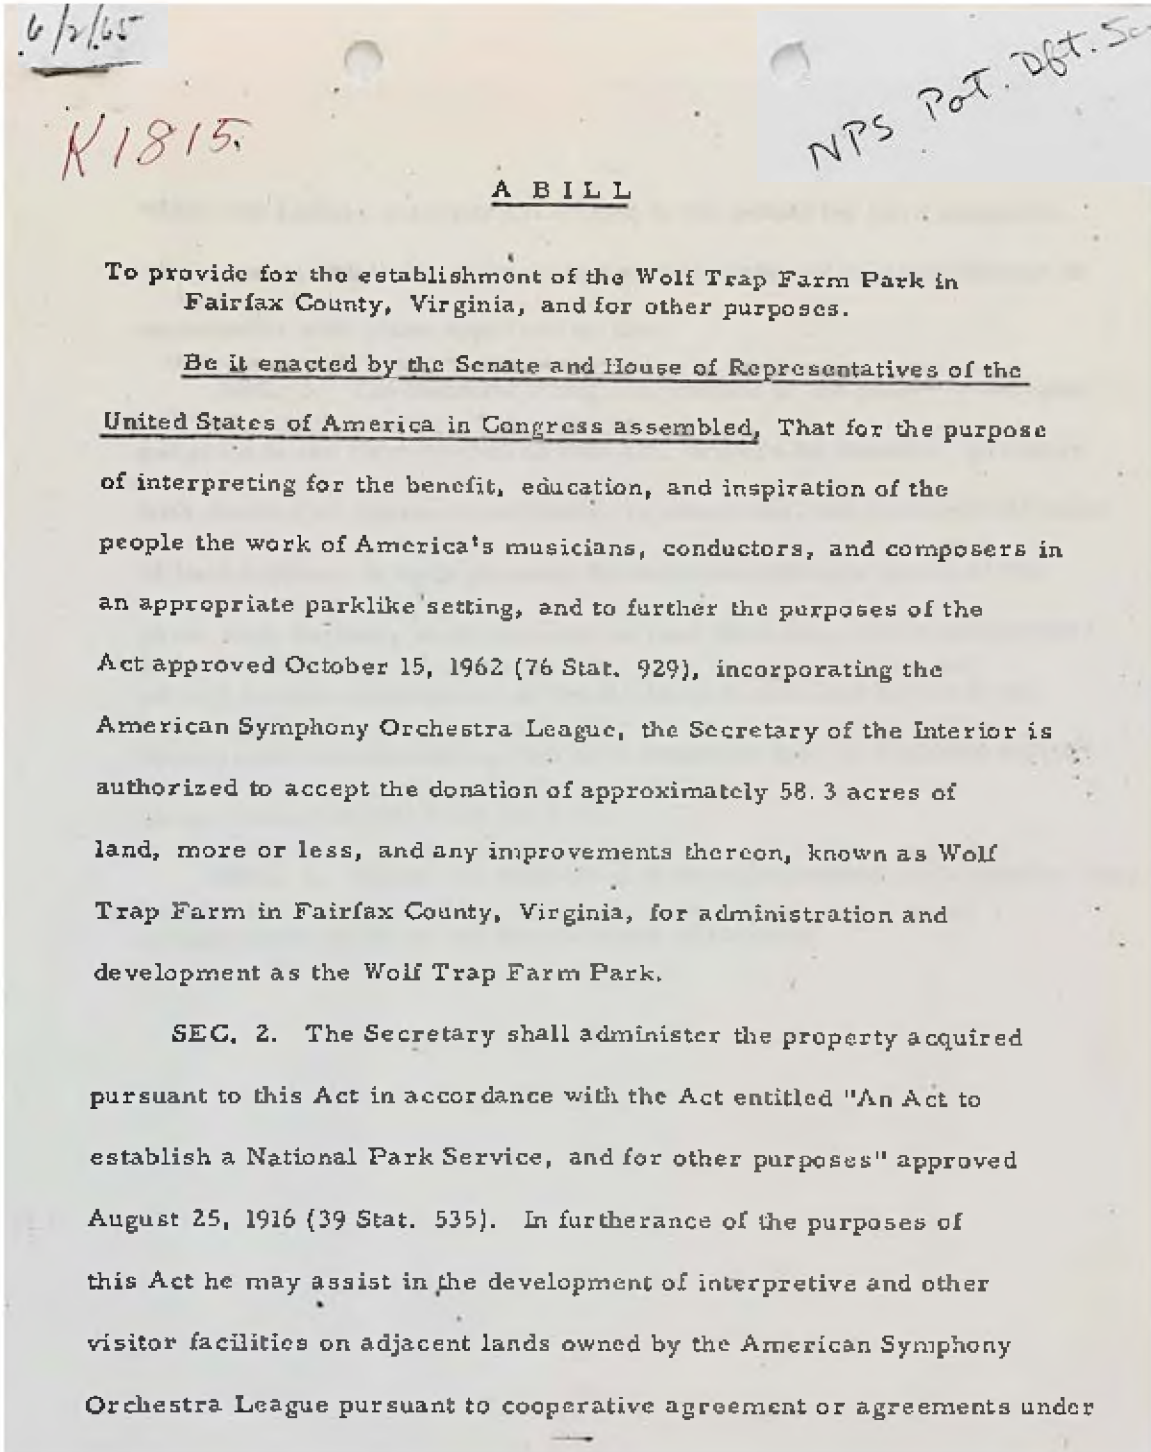 6/2/65
NPS Pat. Dft.
K1815.
A BILL
To provide for the establishment of the Wolf Trap Farm Park in
Fairfax County, Virginia, and for other purposes.
Be it enacted by the Senate and House of Representatives of the
United States of America in Congress assembled, That for the purpose
of interpreting for the benefit, education, and inspiration of the
people the work of America's musicians, conductors, and composers in
an appropriate parklike setting, and to further the purposes of the
Act approved October 15, 1962 (76 Stat. 929), incorporating the
American Symphony Orchestra League, the Secretary of the Interior is
authorized to accept the donation of approximately 58.3 acres of
land, more or less, and any improvements thereon, known as Wolf
Trap Farm in Fairfax County, Virginia, for administration and
development as the Wolf Trap Farm Park.
SEC. 2. The Secretary shall administer the property acquired
pursuant to this Act in accordance with the Act entitled "An Act to
establish a National Park Service, and for other purposes" approved
August 25, 1916 (39 Stat. 535). In furtherance of the purposes of
this Act he may assist in the development of interpretive and other
visitor facilities on adjacent lands owned by the American Symphony
Orchestra League pursuant to cooperative agreement or agreements under